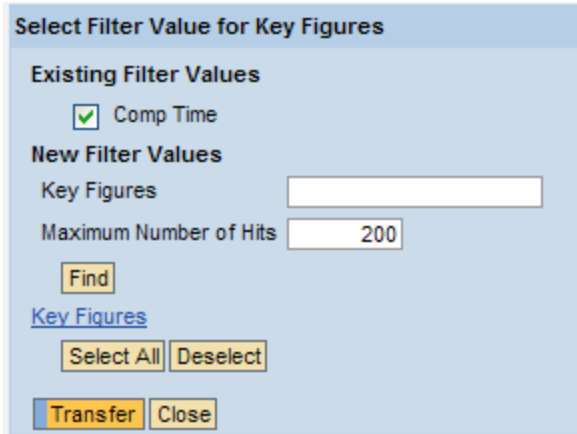 Select Filter Value for Key Figures
Existing Filter Values
Comp Time
New Filter Values
Key Figures
Maximum Number of Hits 200
Find
Key Figures
Select All Deselect
Transfer Close